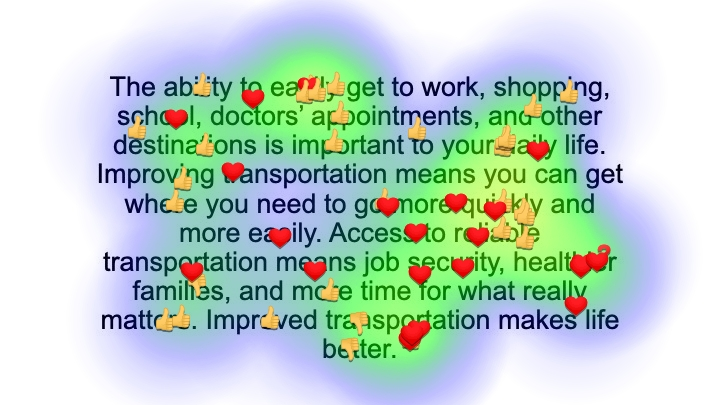 The ability to easily get to work, shopping,
school, doctors’ appointments, and other
destinations is important to your daily life.
Improving transportation means you can get
where you need to go more quickly and
more easily. Access to reliable
transportation means job security, healthier
families, and more time for what really
matters. Improved transportation makes life
better.